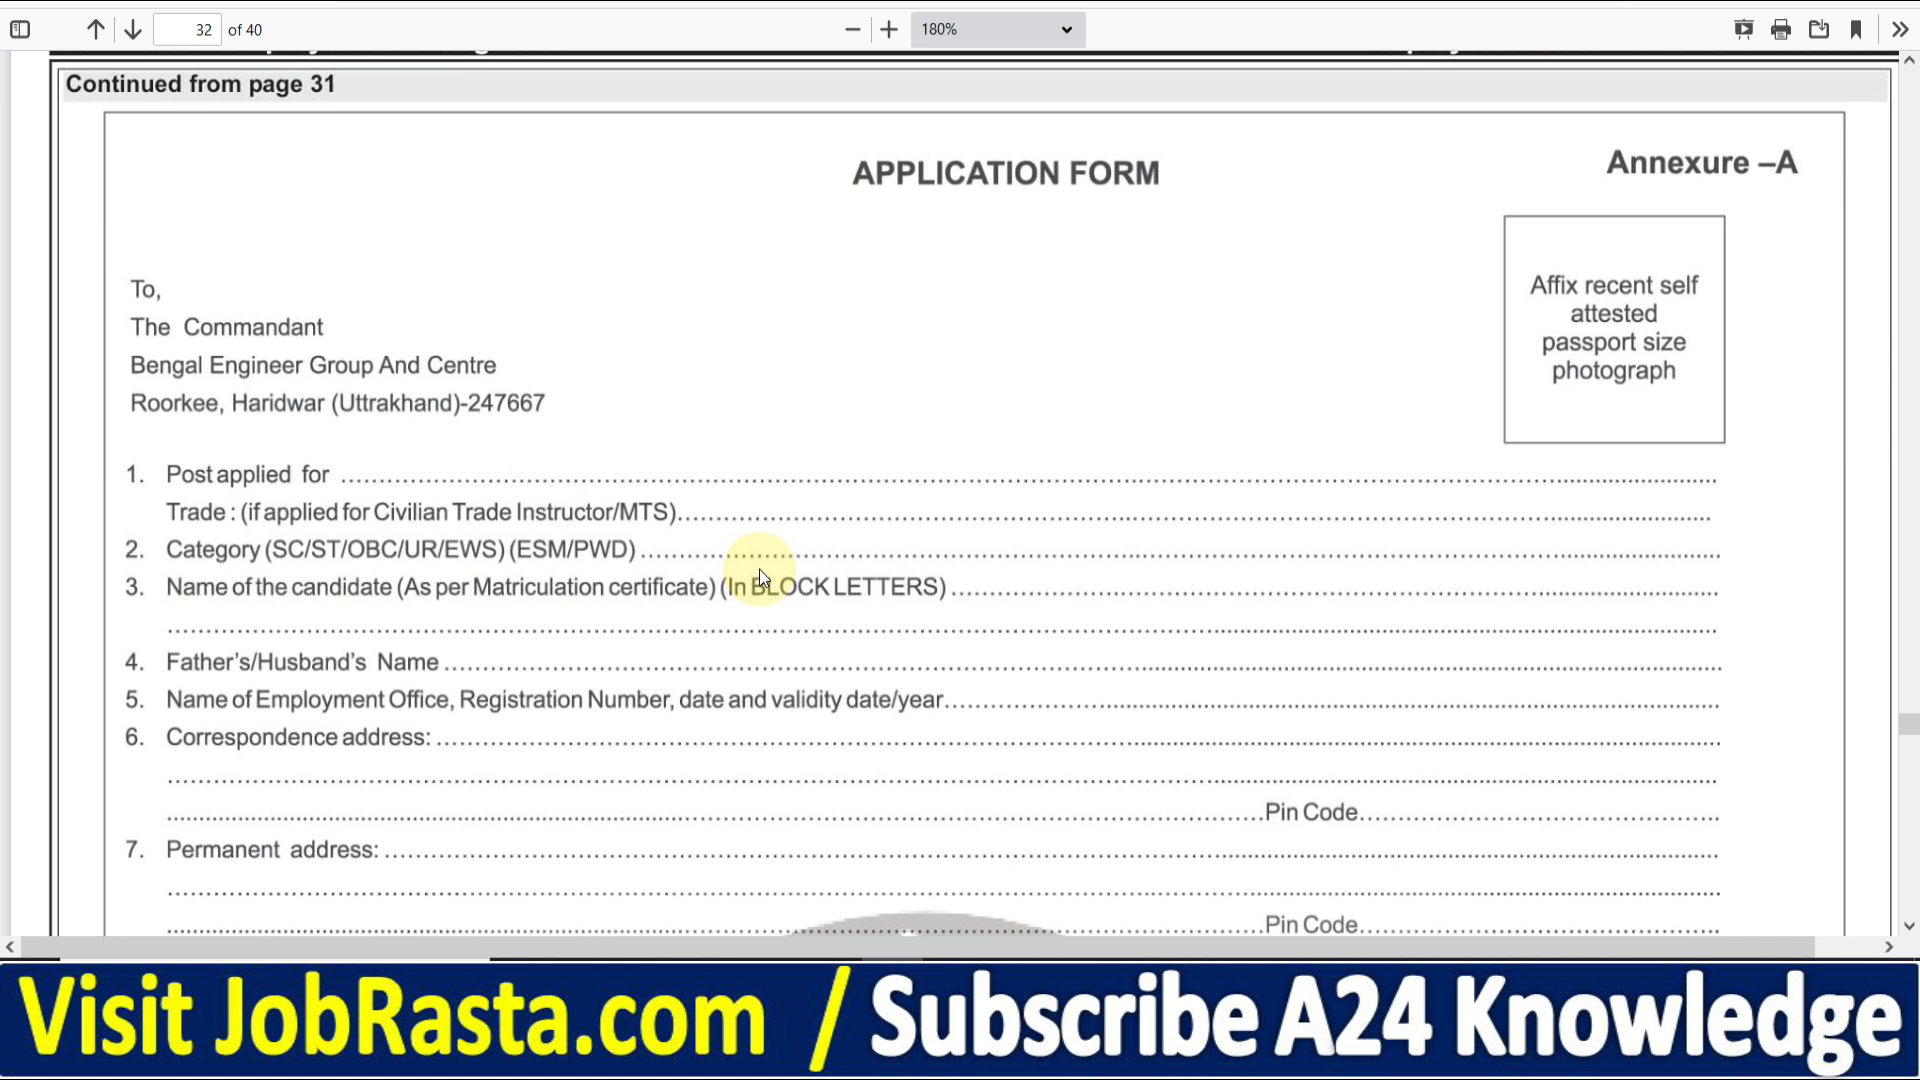 32 of 40
180%
Continued from page 31
APPLICATION FORM
Annexure –A
Affix recent self
attested
passport size
photograph
To,
The Commandant
Bengal Engineer Group And Centre
Roorkee, Haridwar (Uttrakhand)-247667
1. Post applied for ........................................
Trade : (if applied for Civilian Trade Instructor/MTS)........................................
2. Category (SC/ST/OBC/UR/EWS) (ESM/PWD) ........................................
3. Name of the candidate (As per Matriculation certificate) (In BLOCK LETTERS) ........................................
........................................
4. Father’s/Husband’s Name ........................................
5. Name of Employment Office, Registration Number, date and validity date/year........................................
6. Correspondence address: ........................................
........................................
........................................Pin Code........................................
7. Permanent address: ........................................
........................................
........................................Pin Code........................................
Visit JobRasta.com / Subscribe A24 Knowledge